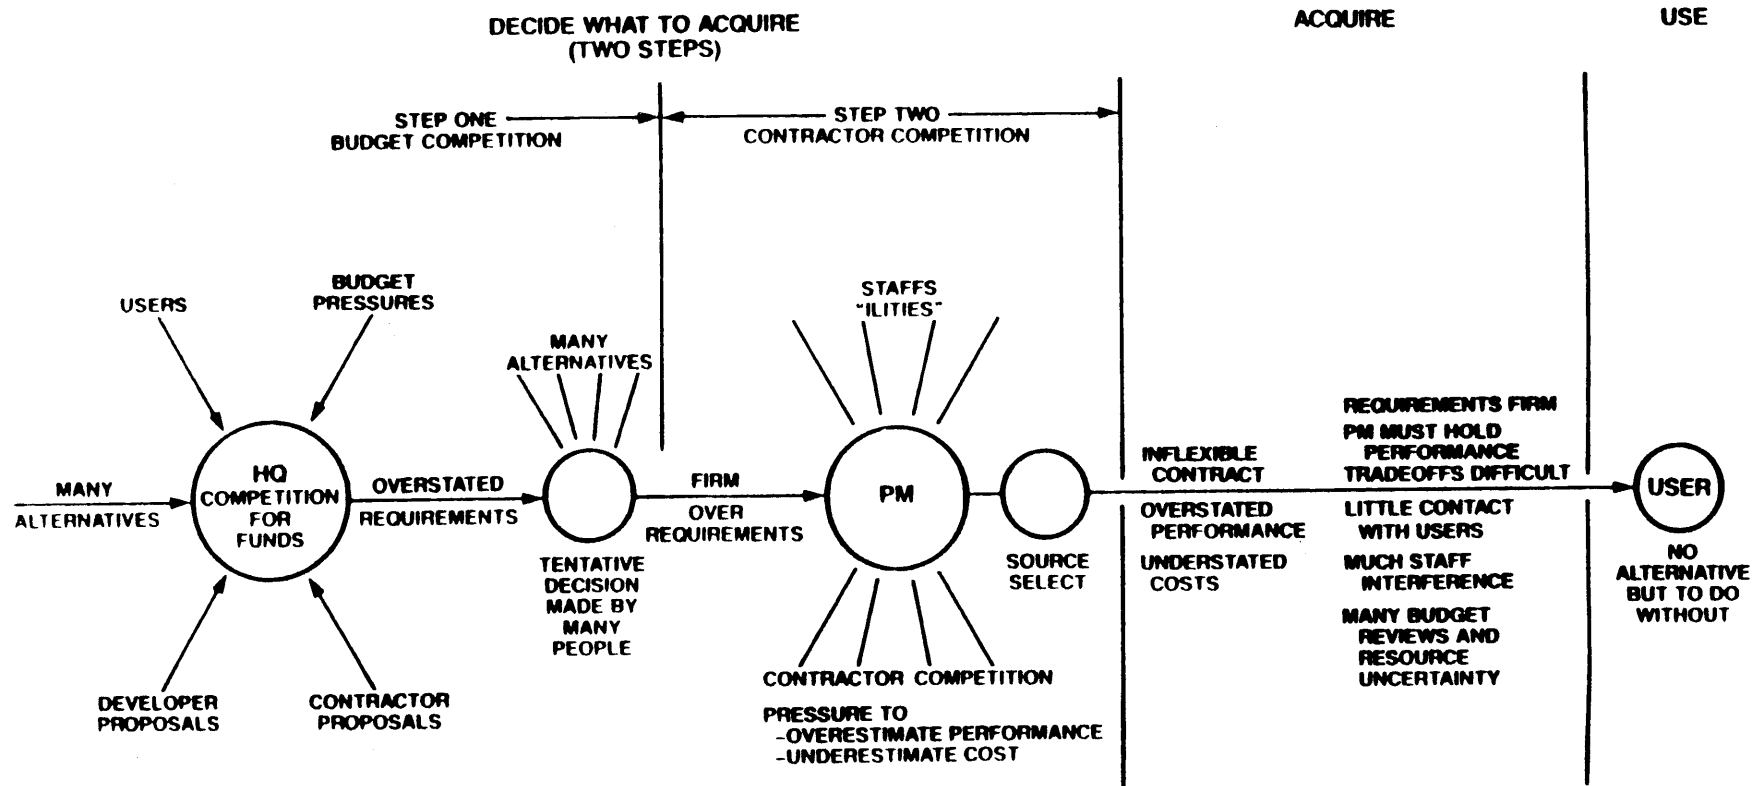 DECIDE WHAT TO ACQUIRE
(TWO STEPS)
ACQUIRE
USE
STEP ONE
BUDGET COMPETITION
STEP TWO
CONTRACTOR COMPETITION
USERS
BUDGET
PRESSURES
MANY
ALTERNATIVES
HQ
COMPETITION
FOR
FUNDS
DEVELOPER
PROPOSALS
CONTRACTOR
PROPOSALS
OVERSTATED
REQUIREMENTS
MANY
ALTERNATIVES
TENTATIVE
DECISION
MADE BY
MANY
PEOPLE
FIRM
OVER
REQUIREMENTS
STAFFS
"ILITIES"
PM
CONTRACTOR COMPETITION
PRESSURE TO
-OVERESTIMATE PERFORMANCE
-UNDERESTIMATE COST
SOURCE
SELECT
INFLEXIBLE
CONTRACT
OVERSTATED
PERFORMANCE
UNDERSTATED
COSTS
REQUIREMENTS FIRM
PM MUST HOLD
PERFORMANCE
TRADEOFFS DIFFICULT
LITTLE CONTACT
WITH USERS
MUCH STAFF
INTERFERENCE
MANY BUDGET
REVIEWS AND
RESOURCE
UNCERTAINTY
USER
NO
ALTERNATIVE
BUT TO DO
WITHOUT